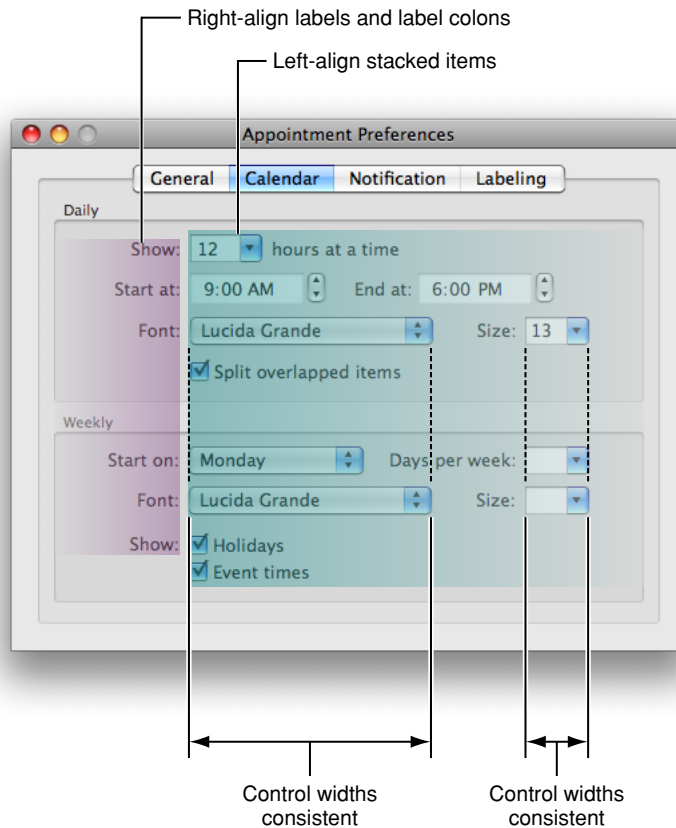 Right-align labels and label colons
Left-align stacked items
Appointment Preferences
General Calendar Notification Labeling
Daily
Show: 12 hours at a time
Start at: 9:00 AM End at: 6:00 PM
Font: Lucida Grande Size: 13
Split overlapped items
Weekly
Start on: Monday Days per week:
Font: Lucida Grande Size:
Show: Holidays
Event times
Control widths Control widths
consistent consistent